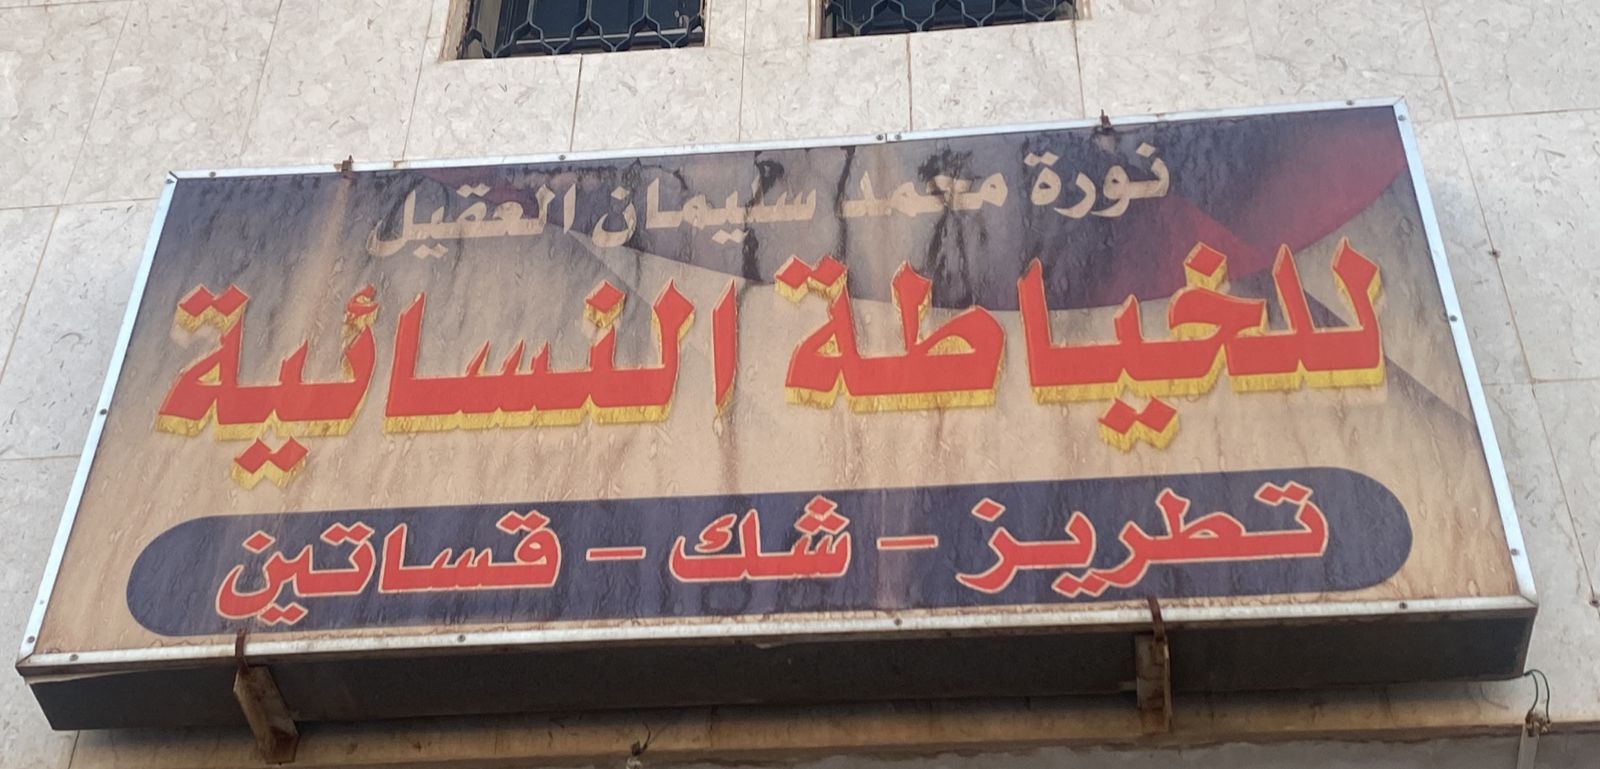 نورة محمد سليمان العقيل
للخياطة النسائية
تطريز - شك - قساتين